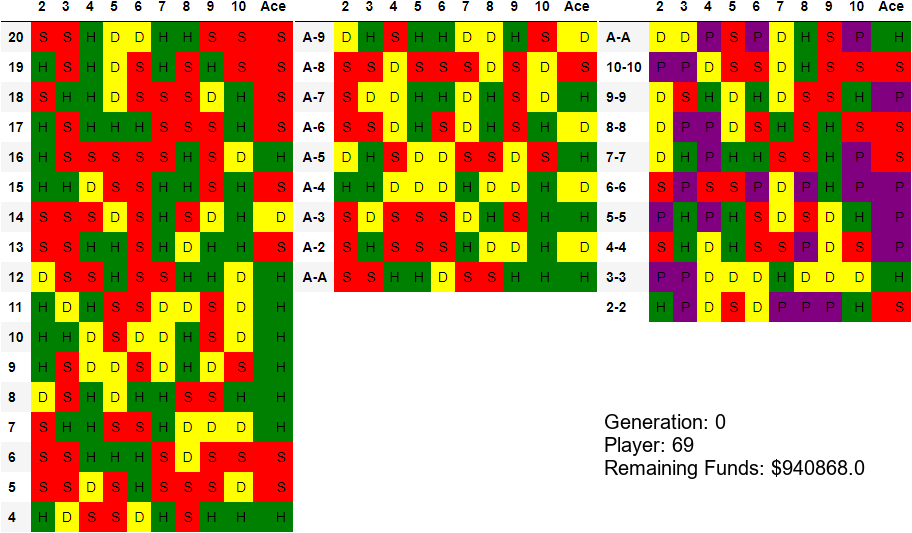 2 3 4 5 6 7 8 9 10 Ace
20 S S H D D H H S S S
19 H S H D S H S H S S
18 S H H D S S S D H S
17 H S H H H S S S H S
16 H S S S S S H S D H
15 H H D S S H H S H S
14 S S S D S H S D H D
13 S S H H S H D H H S
12 D S S H S S H H D H
11 H D H S S D D S D H
10 H H D S D D H S D H
9 H S D D S D H D S H
8 D S H D H H S S H H
7 S H H S S H D D D H
6 S S H H H S D S S S
5 S S D S H S S S D S
4 H D S S D H S H H H
2 3 4 5 6 7 8 9 10 Ace
A-9 D H S H H D D H S D
A-8 S S D S S S D S D S
A-7 S D D H H D H S D H
A-6 S S D H S D H S H D
A-5 D H S D D S S D S H
A-4 H H D D D H D D H D
A-3 S D S S S D H S H H
A-2 S H S S S H D D H D
A-A S S H H D S S H H H
2 3 4 5 6 7 8 9 10 Ace
A-A D D P S P D H S P H
10-10 P P D S S D H S S S
9-9 D S H D H D S S H P
8-8 D P P D S H S H S S
7-7 D H P H H S S H P S
6-6 S P S S P D P H P P
5-5 P H P H S D S D H P
4-4 S H D H S S P D S P
3-3 P P D D D H D D D H
2-2 H P D S D P P P H S
Generation: 0
Player: 69
Remaining Funds: $940868.0